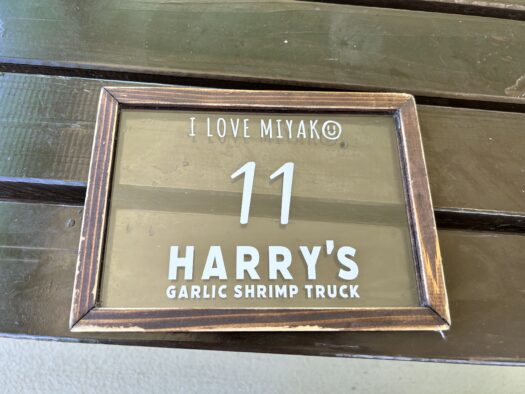 I LOVE MIYAKO
11
HARRY'S
GARLIC SHRIMP TRUCK